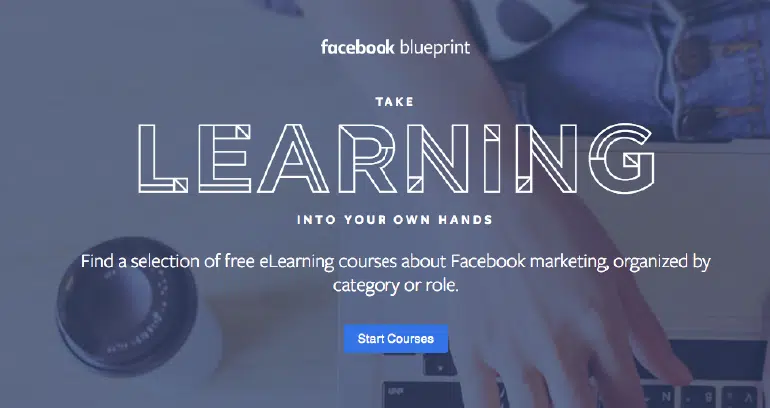 facebook blueprint
TAKE
LEARNING
INTO YOUR OWN HANDS
Find a selection of free eLearning courses about Facebook marketing, organized by
category or role.
Start Courses